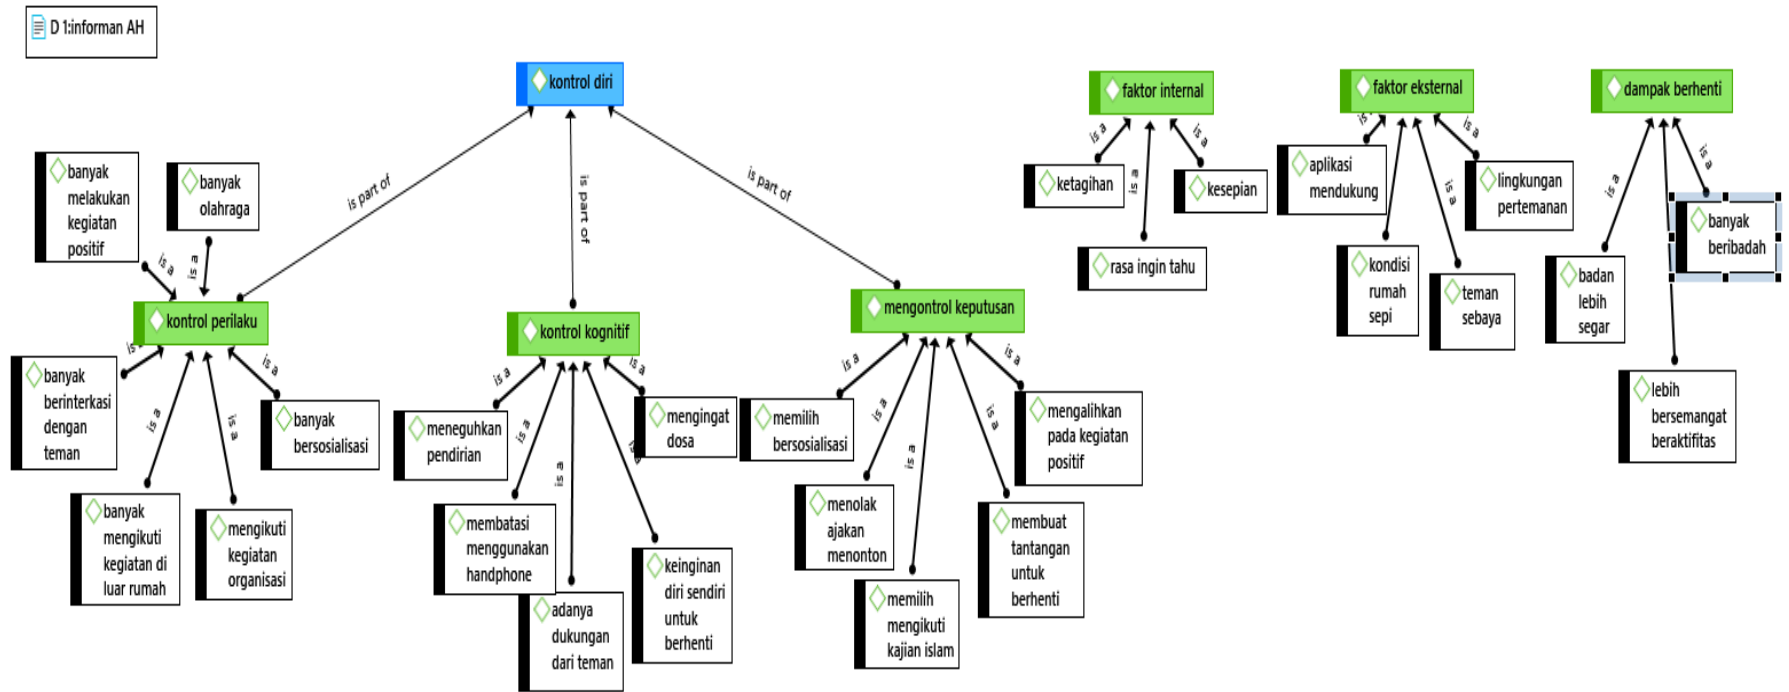 D 1:informan AH
kontrol diri
faktor internal
faktor eksternal
dampak berhenti
is a
is a
is a
is a
is a
is a
is a
is a
is a
is part of
is part of
is part of
banyak
melakukan
kegiatan
positif
banyak
olahraga
ketagihan
kesepian
rasa ingin tahu
aplikasi
mendukung
lingkungan
pertemanan
kondisi
rumah
sepi
teman
sebaya
badan
lebih
segar
banyak
beribadah
lebih
bersemangat
beraktifitas
is a
is a
kontrol perilaku
kontrol kognitif
mengontrol keputusan
is a
is a
is a
is a
is a
is a
is a
is a
is a
is a
is a
is a
is a
banyak
berinterkasi
dengan
teman
banyak
mengikuti
kegiatan di
luar rumah
mengikuti
kegiatan
organisasi
banyak
bersosialisasi
meneguhkan
pendirian
membatasi
menggunakan
handphone
adanya
dukungan
dari teman
keinginan
diri sendiri
untuk
berhenti
mengingat
dosa
memilih
bersosialisasi
menolak
ajakan
menonton
memilih
mengikuti
kajian islam
membuat
tantangan
untuk
berhenti
mengalihkan
pada kegiatan
positif